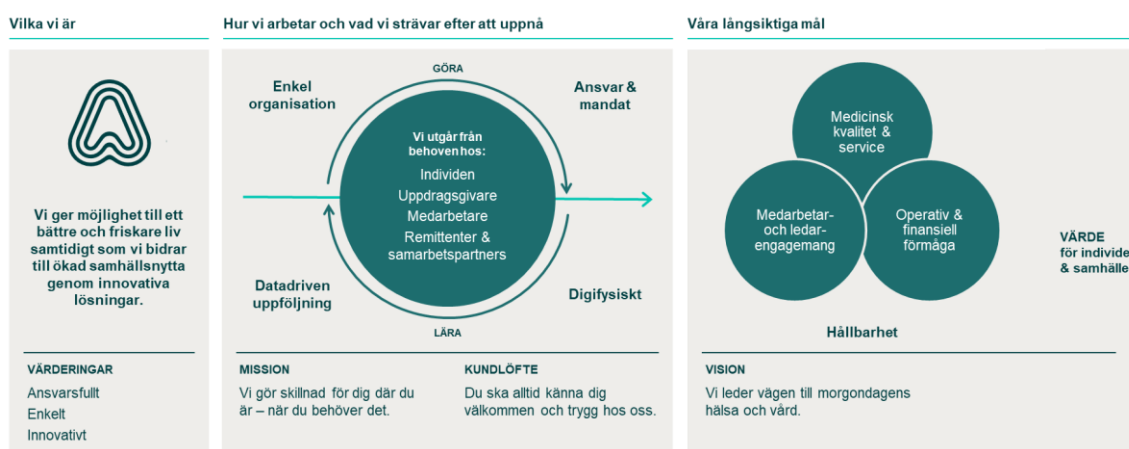 Vilka vi är
Vi ger möjlighet till ett
bättre och friskare liv
samtidigt som vi bidrar
till ökad samhällsnytta
genom innovativa
lösningar.
VÄRDERINGAR
Ansvarsfullt
Enkelt
Innovativt
Hur vi arbetar och vad vi strävar efter att uppnå
GÖRA
Enkel
organisation
Ansvar &
mandat
Vi utgår från
behoven hos:
Individen
Uppdragsgivare
Medarbetare
Remittenter &
samarbetspartners
Datadriven
uppföljning
Digifysiskt
LÄRA
MISSION
Vi gör skillnad för dig där du
är – när du behöver det.
KUNDLÖFTE
Du ska alltid känna dig
välkommen och trygg hos oss.
Våra långsiktiga mål
Medicinsk
kvalitet &
service
Medarbetar-
och ledar-
engagemang
Operativ &
finansiell
förmåga
VÄRDE
för individe
& samhälle
Hållbarhet
VISION
Vi leder vägen till morgondagens
hälsa och vård.